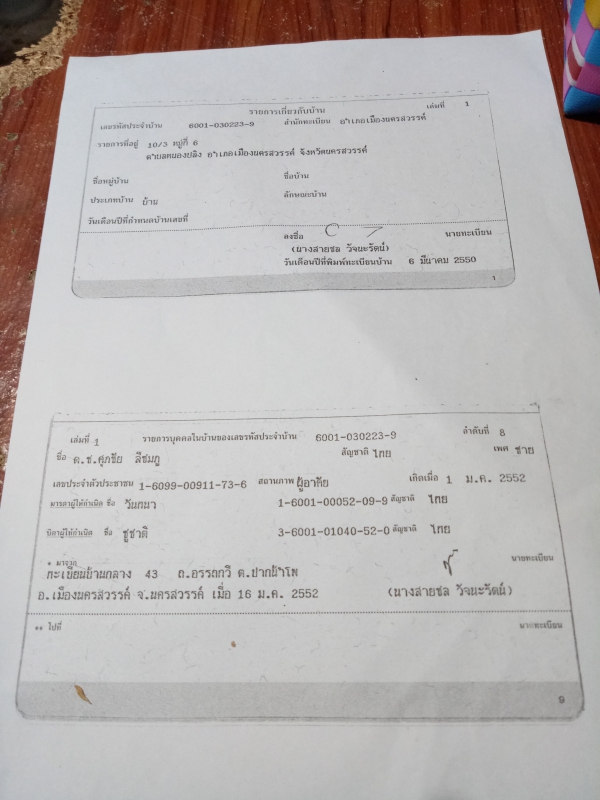 รายการเกี่ยวกับบ้าน เล่มที่ 1
เลขรหัสประจำบ้าน 6001-030223-9 สำนักทะเบียน อำเภอเมืองนครสวรรค์
รายการที่อยู่ 10/3 หมู่ที่ 6
ตำบลหนองปลิง อำเภอเมืองนครสวรรค์ จังหวัดนครสวรรค์
ชื่อหมู่บ้าน ชื่อบ้าน
ประเภทบ้าน บ้าน ลักษณะบ้าน
วันเดือนปีที่กำหนดบ้านเลขที่
ลงชื่อ นายทะเบียน
(นางสายชล วัจนะรัตน์)
วันเดือนปีที่พิมพ์ทะเบียนบ้าน 6 มีนาคม 2550
1
เล่มที่ 1 รายการบุคคลในบ้านของเลขรหัสประจำบ้าน 6001-030223-9 ลำดับที่ 8
ชื่อ ด.ช.ศุภชัย สีชมภู สัญชาติ ไทย เพศ ชาย
เลขประจำตัวประชาชน 1-6099-00911-73-6 สถานภาพ ผู้อาศัย เกิดเมื่อ 1 ม.ค. 2552
มารดาผู้ให้กำเนิด ชื่อ 1-6001-00052-09-9 สัญชาติ ไทย
บิดาผู้ให้กำเนิด ชื่อ ชูชาติ 3-6001-01040-52-0 สัญชาติ ไทย
* มาจาก นายทะเบียน
ทะเบียนบ้านกลาง 43 ถ.อรรถกวี ต.ปากน้ำโพ
อ.เมืองนครสวรรค์ จ.นครสวรรค์ เมื่อ 16 ม.ค. 2552 (นางสายชล วัจนะรัตน์)
** ไปที่ นายทะเบียน
9